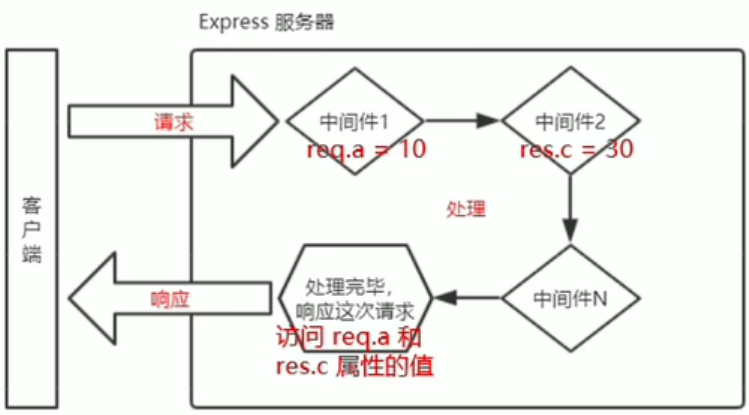 Express 服务器
客户端
请求
中间件1
req.a = 10
中间件2
res.c = 30
处理
中间件N
处理完毕，
响应这次请求
访问 req.a 和
res.c 属性的值
响应